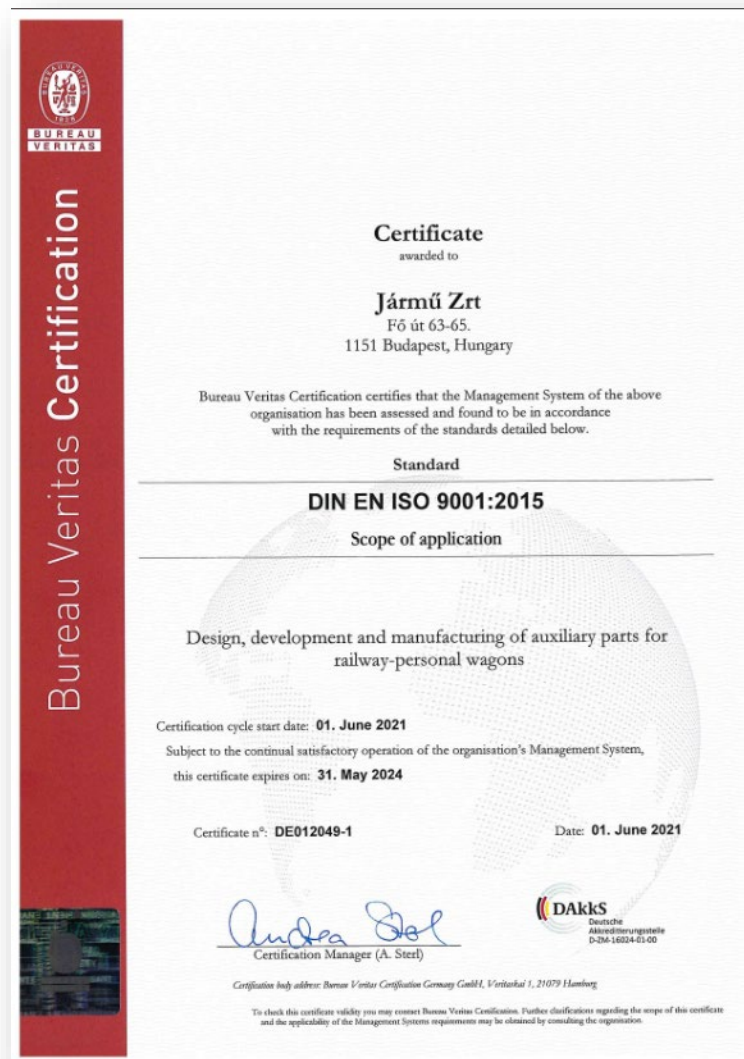 BUREAU VERITAS
1828
BUREAU
VERITAS
Bureau Veritas Certification
Certificate
awarded to
Jármű Zrt
Fő út 63-65.
1151 Budapest, Hungary
Bureau Veritas Certification certifies that the Management System of the above
organisation has been assessed and found to be in accordance
with the requirements of the standards detailed below.
Standard
DIN EN ISO 9001:2015
Scope of application
Design, development and manufacturing of auxiliary parts for
railway-personal wagons
Certification cycle start date: 01. June 2021
Subject to the continual satisfactory operation of the organisation's Management System,
this certificate expires on: 31. May 2024
Certificate n°: DE012049-1
Date: 01. June 2021
Certification Manager (A. Sterl)
DAkkS
Deutsche
Akkreditierungsstelle
D-ZM-16024-01-00
Certification body address: Bureau Veritas Certification Germany GmbH, Veritaskai 1, 21079 Hamburg
To check this certificate validity you may contact Bureau Veritas Certification. Further clarifications regarding the scope of this certificate
and the applicability of the Management Systems requirements may be obtained by consulting the organisation.